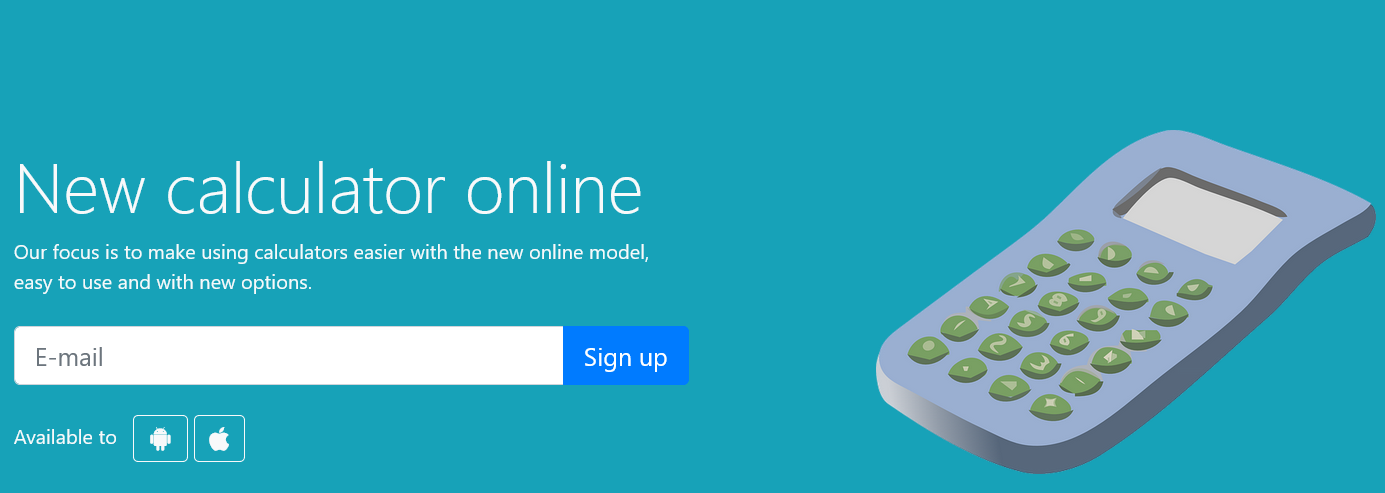 New calculator online
Our focus is to make using calculators easier with the new online model,
easy to use and with new options.
E-mail
Sign up
Available to